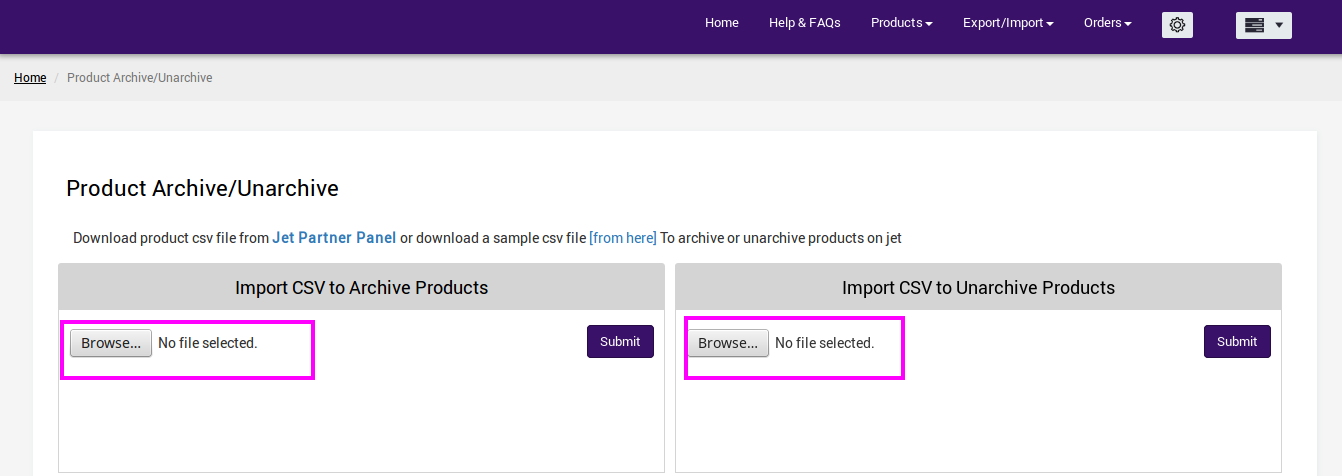 Home Help & FAQs Products Export/Import Orders
Home / Product Archive/Unarchive
Product Archive/Unarchive
Download product csv file from Jet Partner Panel or download a sample csv file [from here] To archive or unarchive products on jet
Import CSV to Archive Products
Browse... No file selected. Submit
Import CSV to Unarchive Products
Browse... No file selected. Submit